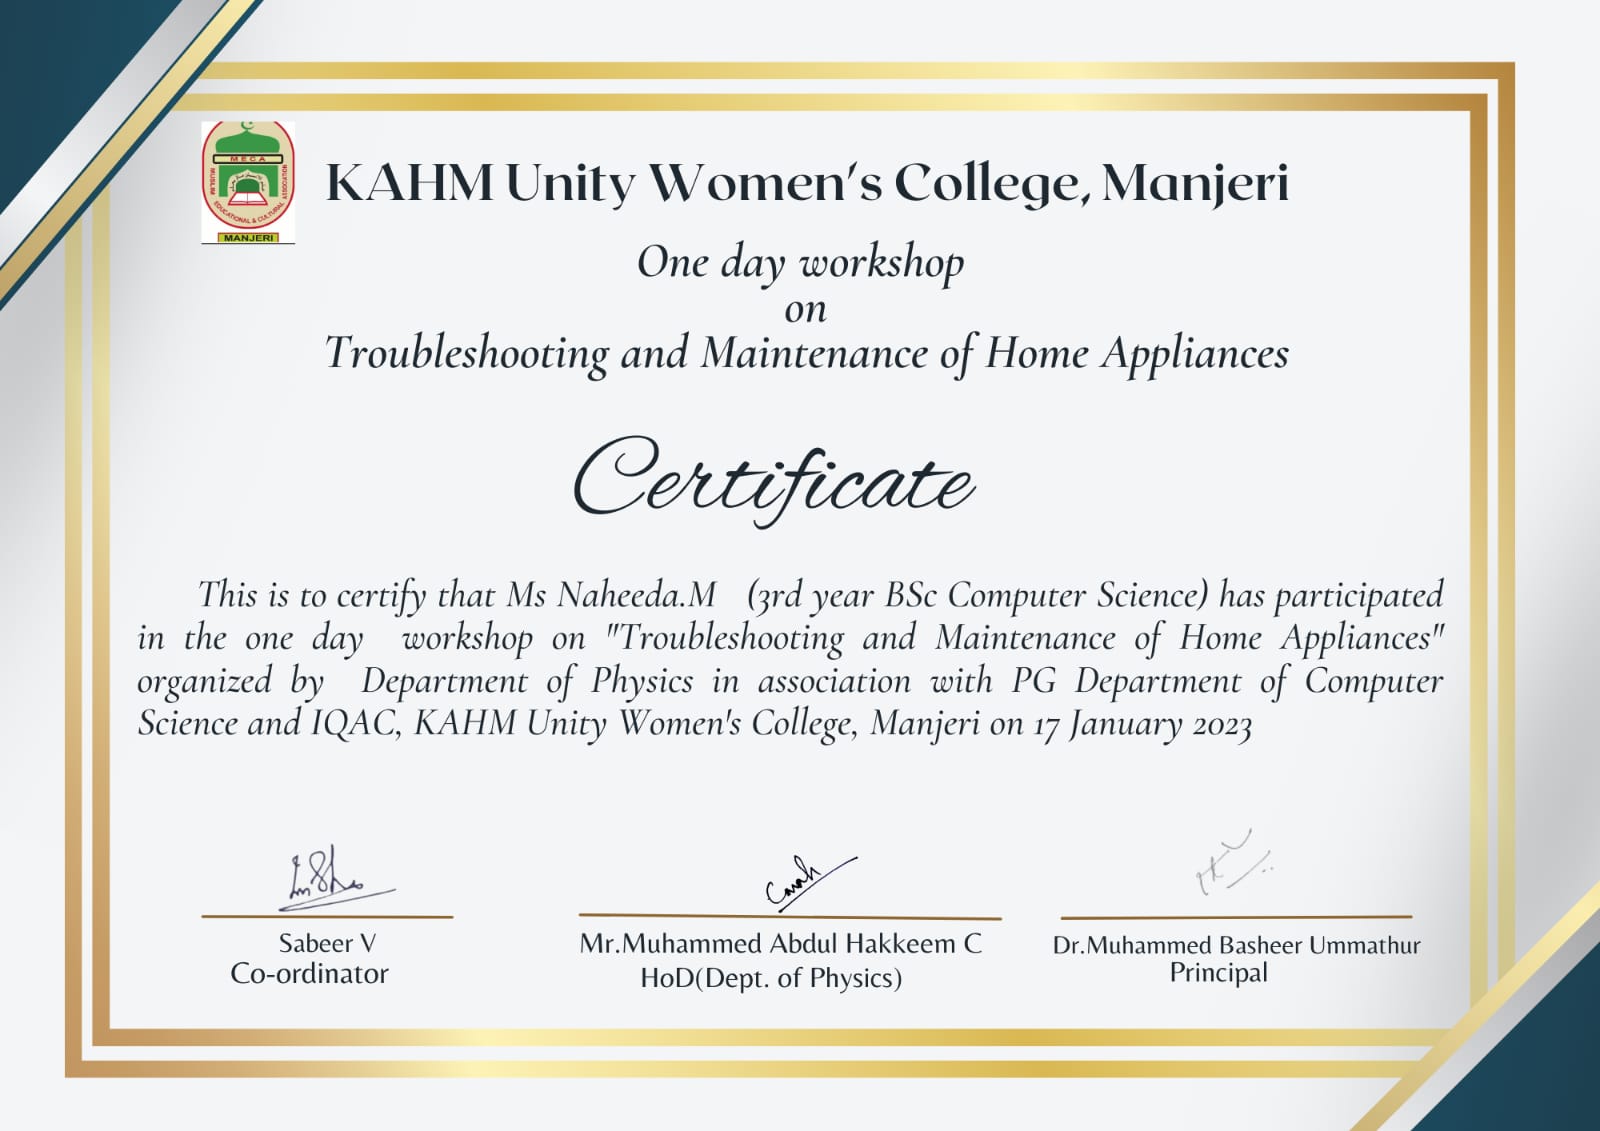 MECA
MUSLIM EDUCATIONAL & CULTURAL ASSOCIATION
MANJERI
KAHM Unity Women's College, Manjeri
One day workshop
on
Troubleshooting and Maintenance of Home Appliances
Certificate
This is to certify that Ms Naheeda.M (3rd year BSc Computer Science) has participated
in the one day workshop on "Troubleshooting and Maintenance of Home Appliances"
organized by Department of Physics in association with PG Department of Computer
Science and IQAC, KAHM Unity Women's College, Manjeri on 17 January 2023
Sabeer V
Co-ordinator
Mr.Muhammed Abdul Hakkeem C
HoD(Dept. of Physics)
Dr.Muhammed Basheer Ummathur
Principal